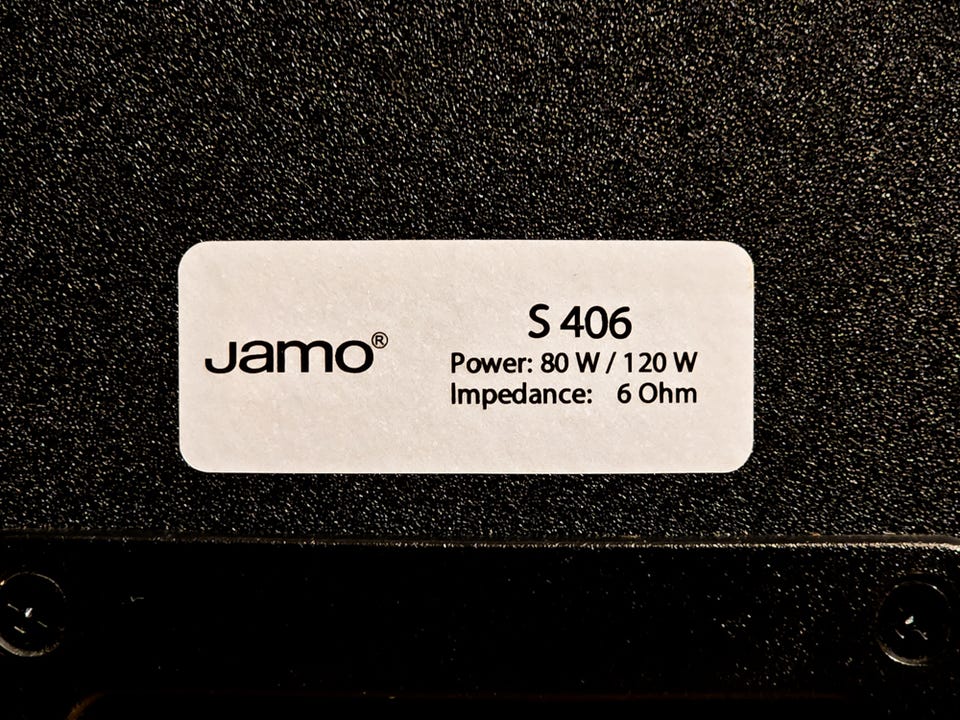 Jamo®
S 406
Power: 80 W / 120 W
Impedance: 6 Ohm